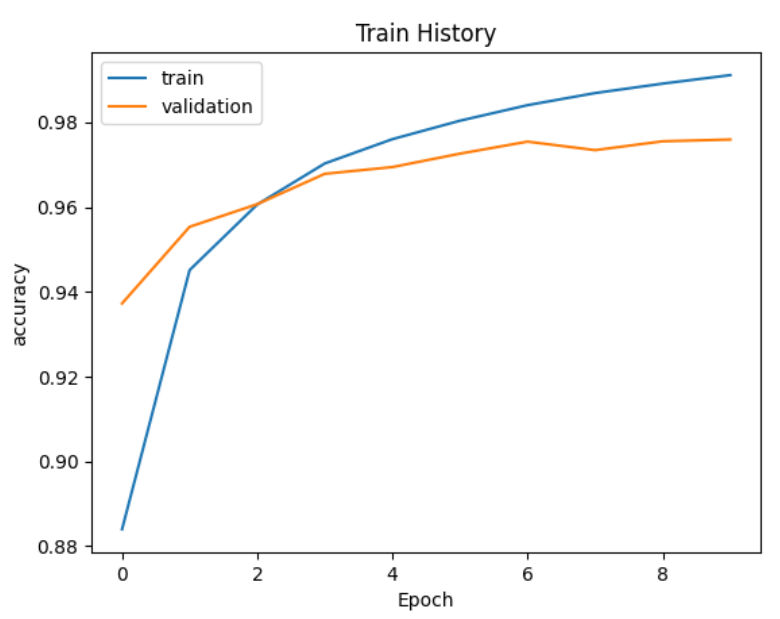 Train History
train
validation
0.98
0.96
0.94
0.92
0.90
0.88
accuracy
0 2 4 6 8
Epoch